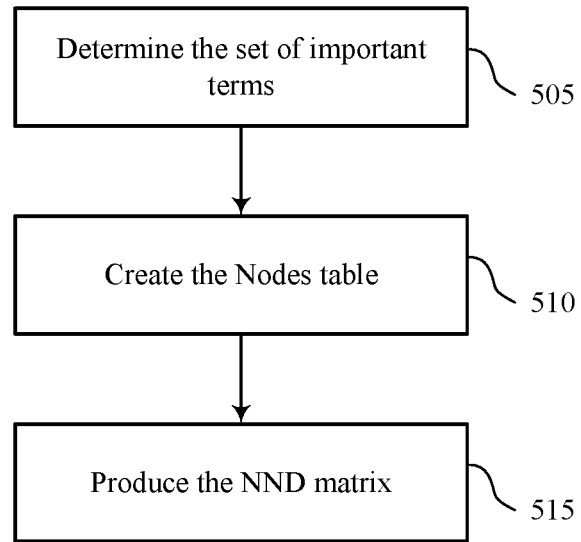 Determine the set of important
terms
505
Create the Nodes table
510
Produce the NND matrix
515